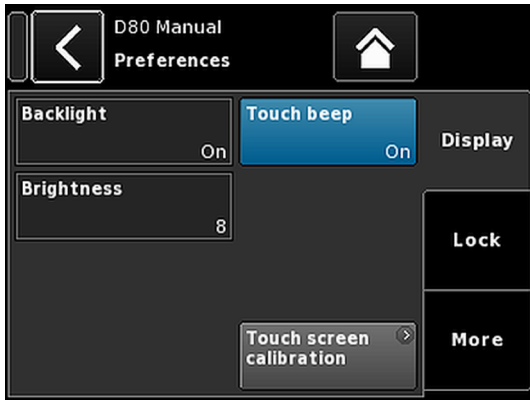 D80 Manual
Preferences
Backlight
On
Touch beep
On
Display
Brightness
8
Lock
Touch screen
calibration
More